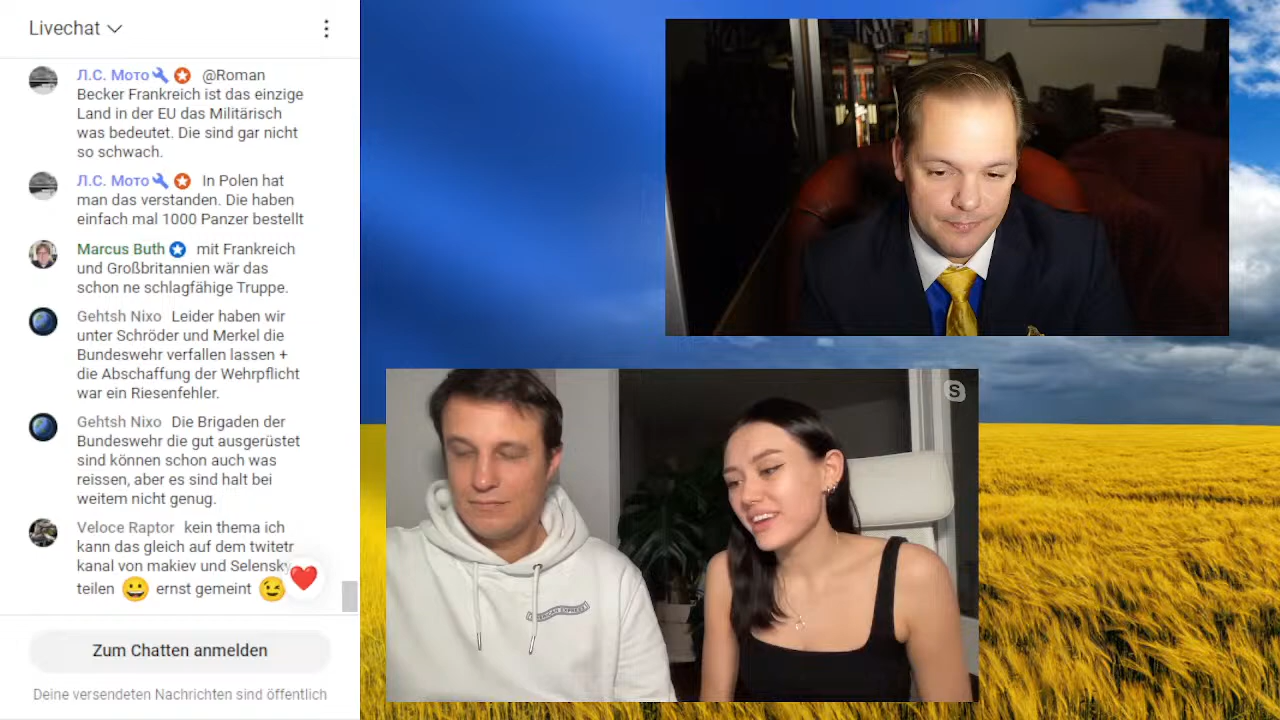 Livechat
Л.С. Мото @Roman
Becker Frankreich ist das einzige
Land in der EU das Militärisch
was bedeutet. Die sind gar nicht
so schwach.
Л.С. Мото In Polen hat
man das verstanden. Die haben
einfach mal 1000 Panzer bestellt
Marcus Buth mit Frankreich
und Großbritannien wär das
schon ne schlagfähige Truppe.
Gehtsh Nixo Leider haben wir
unter Schröder und Merkel die
Bundeswehr verfallen lassen +
die Abschaffung der Wehrpflicht
war ein Riesenfehler.
Gehtsh Nixo Die Brigaden der
Bundeswehr die gut ausgerüstet
sind können schon auch was
reissen, aber es sind halt bei
weitem nicht genug.
Veloce Raptor kein thema ich
kann das gleich auf dem twitetr
kanal von makiev und Selensky
teilen 😀 ernst gemeint 😉
Zum Chatten anmelden
Deine versendeten Nachrichten sind öffentlich
S
AMERICAN EXPRESS